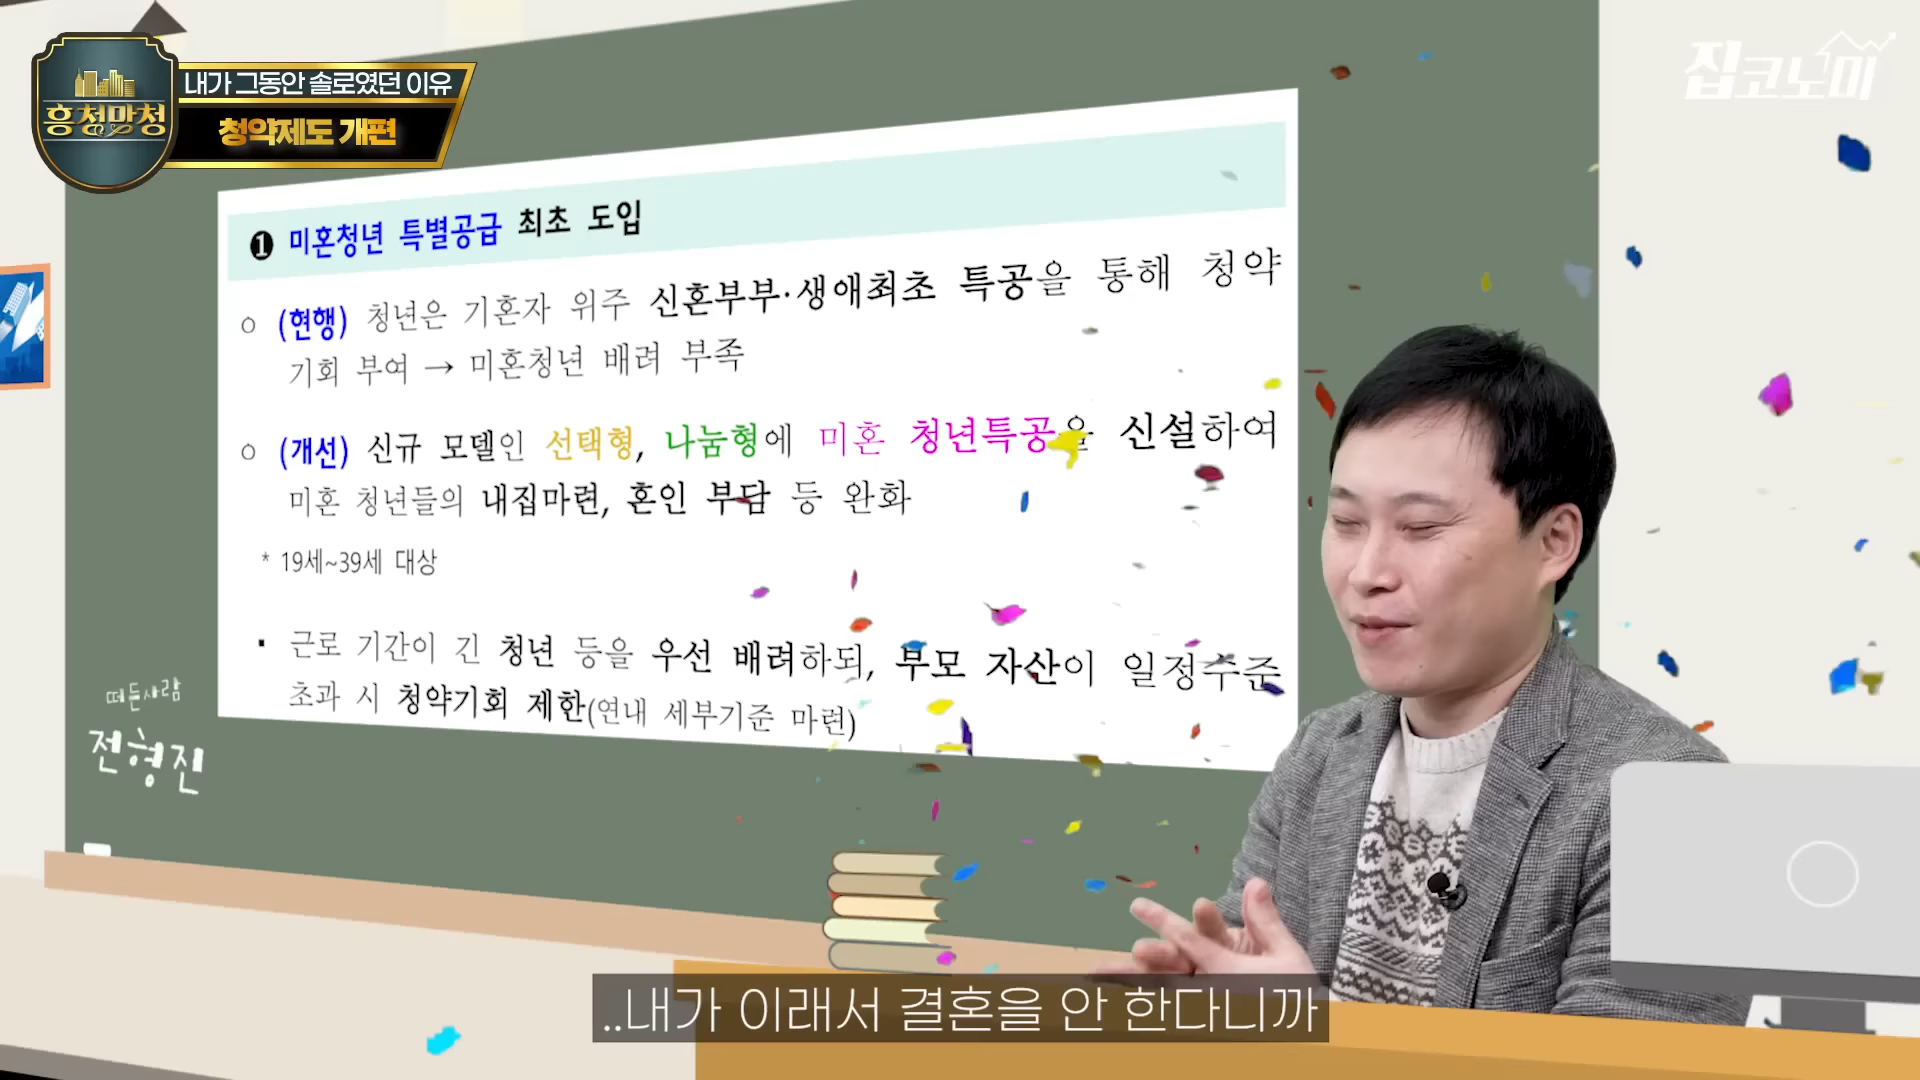 내가 그동안 솔로였던 이유
흥청망청
청약제도 개편
집코노미
❶ 미혼청년 특별공급 최초 도입
○ (현행) 청년은 기혼자 위주 신혼부부·생애최초 특공을 통해 청약
기회 부여 → 미혼청년 배려 부족
○ (개선) 신규 모델인 선택형, 나눔형에 미혼 청년특공을 신설하여
미혼 청년들의 내집마련, 혼인 부담 등 완화
* 19세~39세 대상
▪ 근로 기간이 긴 청년 등을 우선 배려하되, 부모 자산이 일정수준
초과 시 청약기회 제한(연내 세부기준 마련)
떠든사람
전형진
..내가 이래서 결혼을 안 한다니까